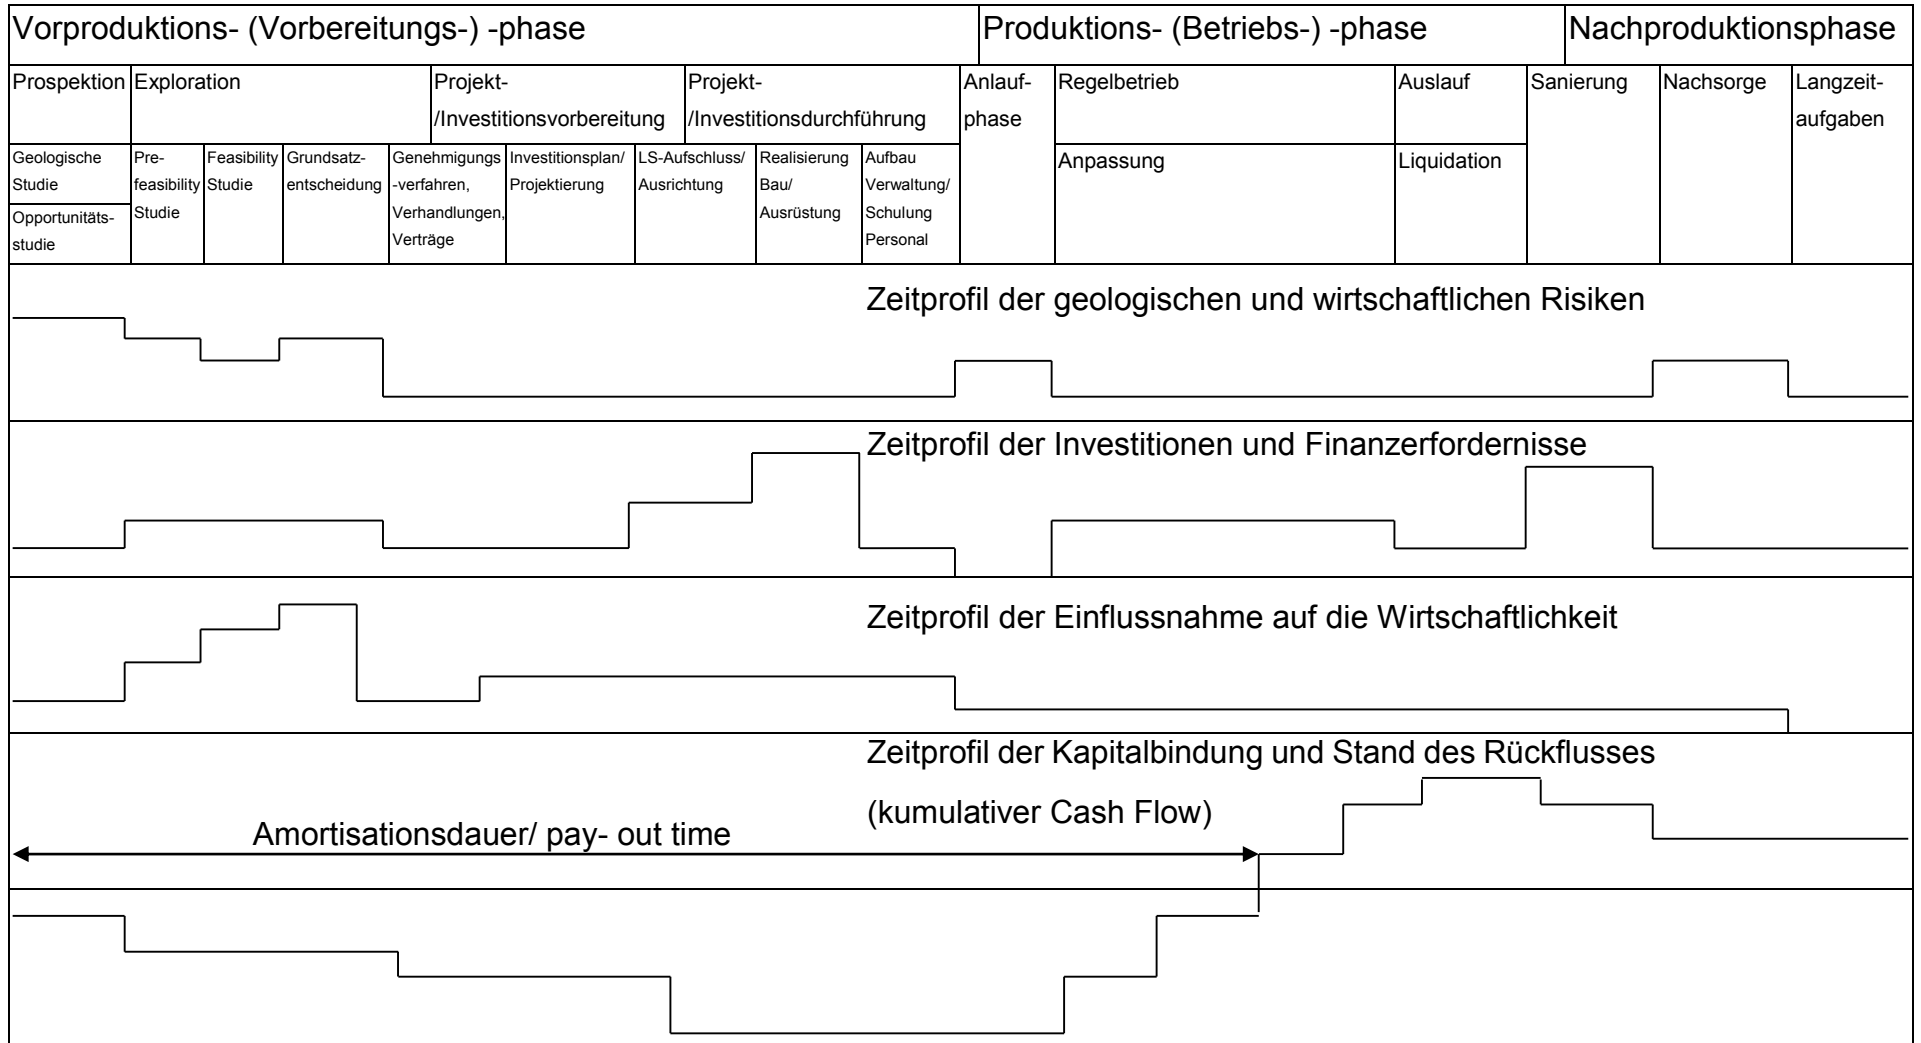 Vorproduktions- (Vorbereitungs-) -phase
Produktions- (Betriebs-) -phase
Nachproduktionsphase
Prospektion
Exploration
Projekt-
/Investitionsvorbereitung
Projekt-
/Investitionsdurchführung
Anlauf-
phase
Regelbetrieb
Auslauf
Sanierung
Nachsorge
Langzeit-
aufgaben
Geologische
Studie
Opportunitäts-
studie
Pre-
feasibility
Studie
Feasibility
Studie
Grundsatz-
entscheidung
Genehmigungs
-verfahren,
Verhandlungen,
Verträge
Investitionsplan/
Projektierung
LS-Aufschluss/
Ausrichtung
Realisierung
Bau/
Ausrüstung
Aufbau
Verwaltung/
Schulung
Personal
Anpassung
Liquidation
Zeitprofil der geologischen und wirtschaftlichen Risiken
Zeitprofil der Investitionen und Finanzerfordernisse
Zeitprofil der Einflussnahme auf die Wirtschaftlichkeit
Zeitprofil der Kapitalbindung und Stand des Rückflusses
(kumulativer Cash Flow)
Amortisationsdauer/ pay- out time